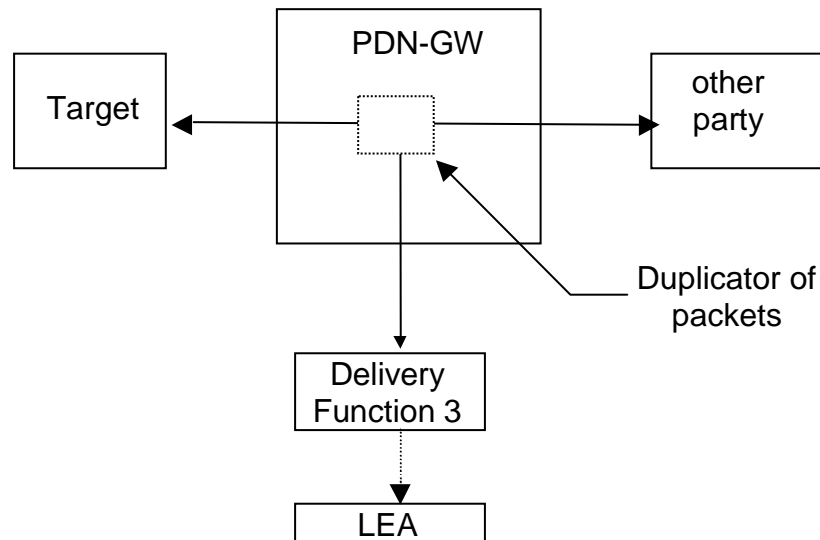 PDN-GW
Target
other
party
Duplicator of
packets
Delivery
Function 3
LEA